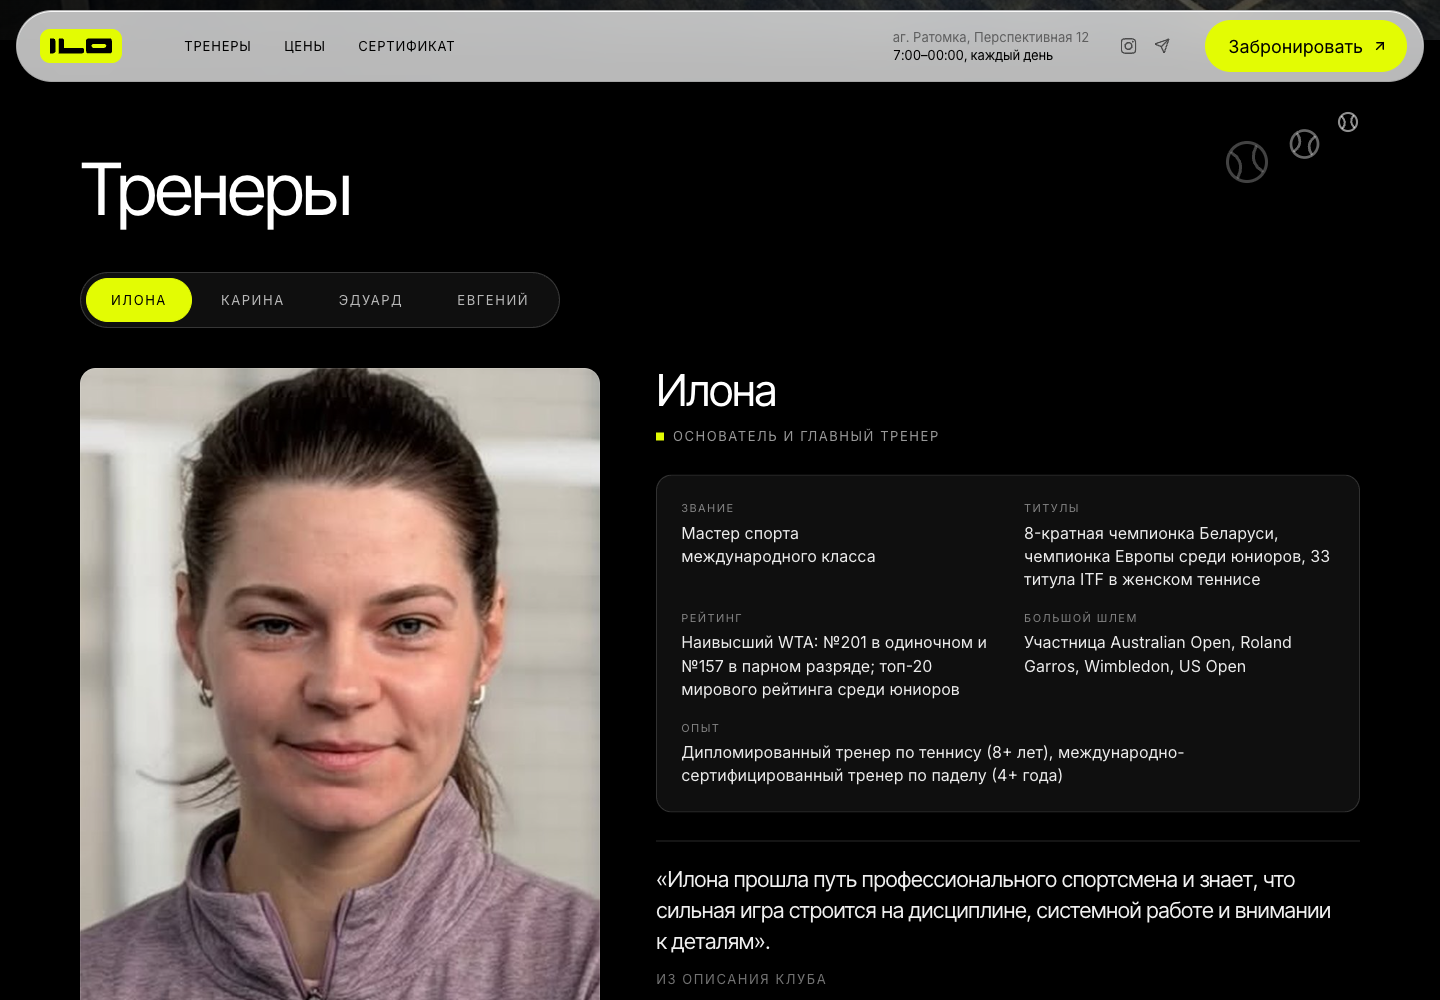 ILO
ТРЕНЕРЫ
ЦЕНЫ
СЕРТИФИКАТ
аг. Ратомка, Перспективная 12
7:00–00:00, каждый день
Забронировать
Тренеры
ИЛОНА
КАРИНА
ЭДУАРД
ЕВГЕНИЙ
Илона
ОСНОВАТЕЛЬ И ГЛАВНЫЙ ТРЕНЕР
ЗВАНИЕ
Мастер спорта
международного класса
ТИТУЛЫ
8-кратная чемпионка Беларуси,
чемпионка Европы среди юниоров, 33
титула ITF в женском теннисе
РЕЙТИНГ
Наивысший WTA: №201 в одиночном и
№157 в парном разряде; топ-20
мирового рейтинга среди юниоров
БОЛЬШОЙ ШЛЕМ
Участница Australian Open, Roland
Garros, Wimbledon, US Open
ОПЫТ
Дипломированный тренер по теннису (8+ лет), международно-
сертифицированный тренер по паделу (4+ года)
«Илона прошла путь профессионального спортсмена и знает, что
сильная игра строится на дисциплине, системной работе и внимании
к деталям».
ИЗ ОПИСАНИЯ КЛУБА